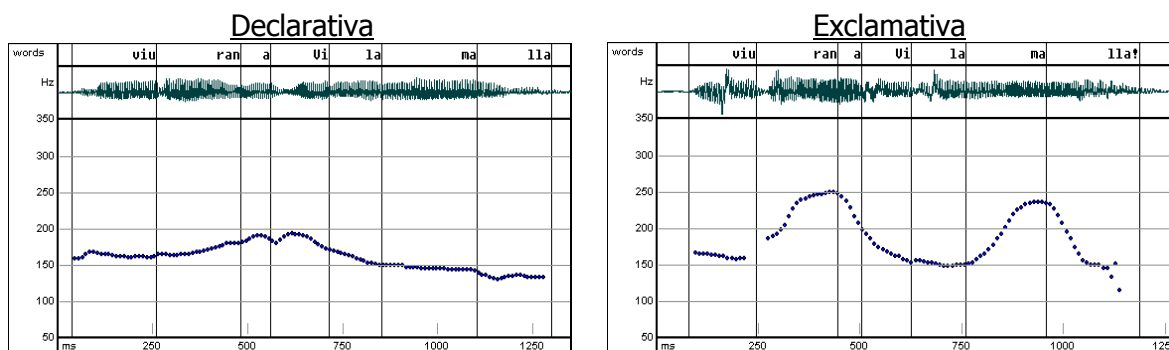 Declarativa
words viu ran a Vi la ma lla
Hz
350
300
250
200
150
100
50
ms 250 500 750 1000 1250
Exclamativa
words viu ran a Vi la ma lla!
Hz
350
300
250
200
150
100
50
ms 250 500 750 1000 125